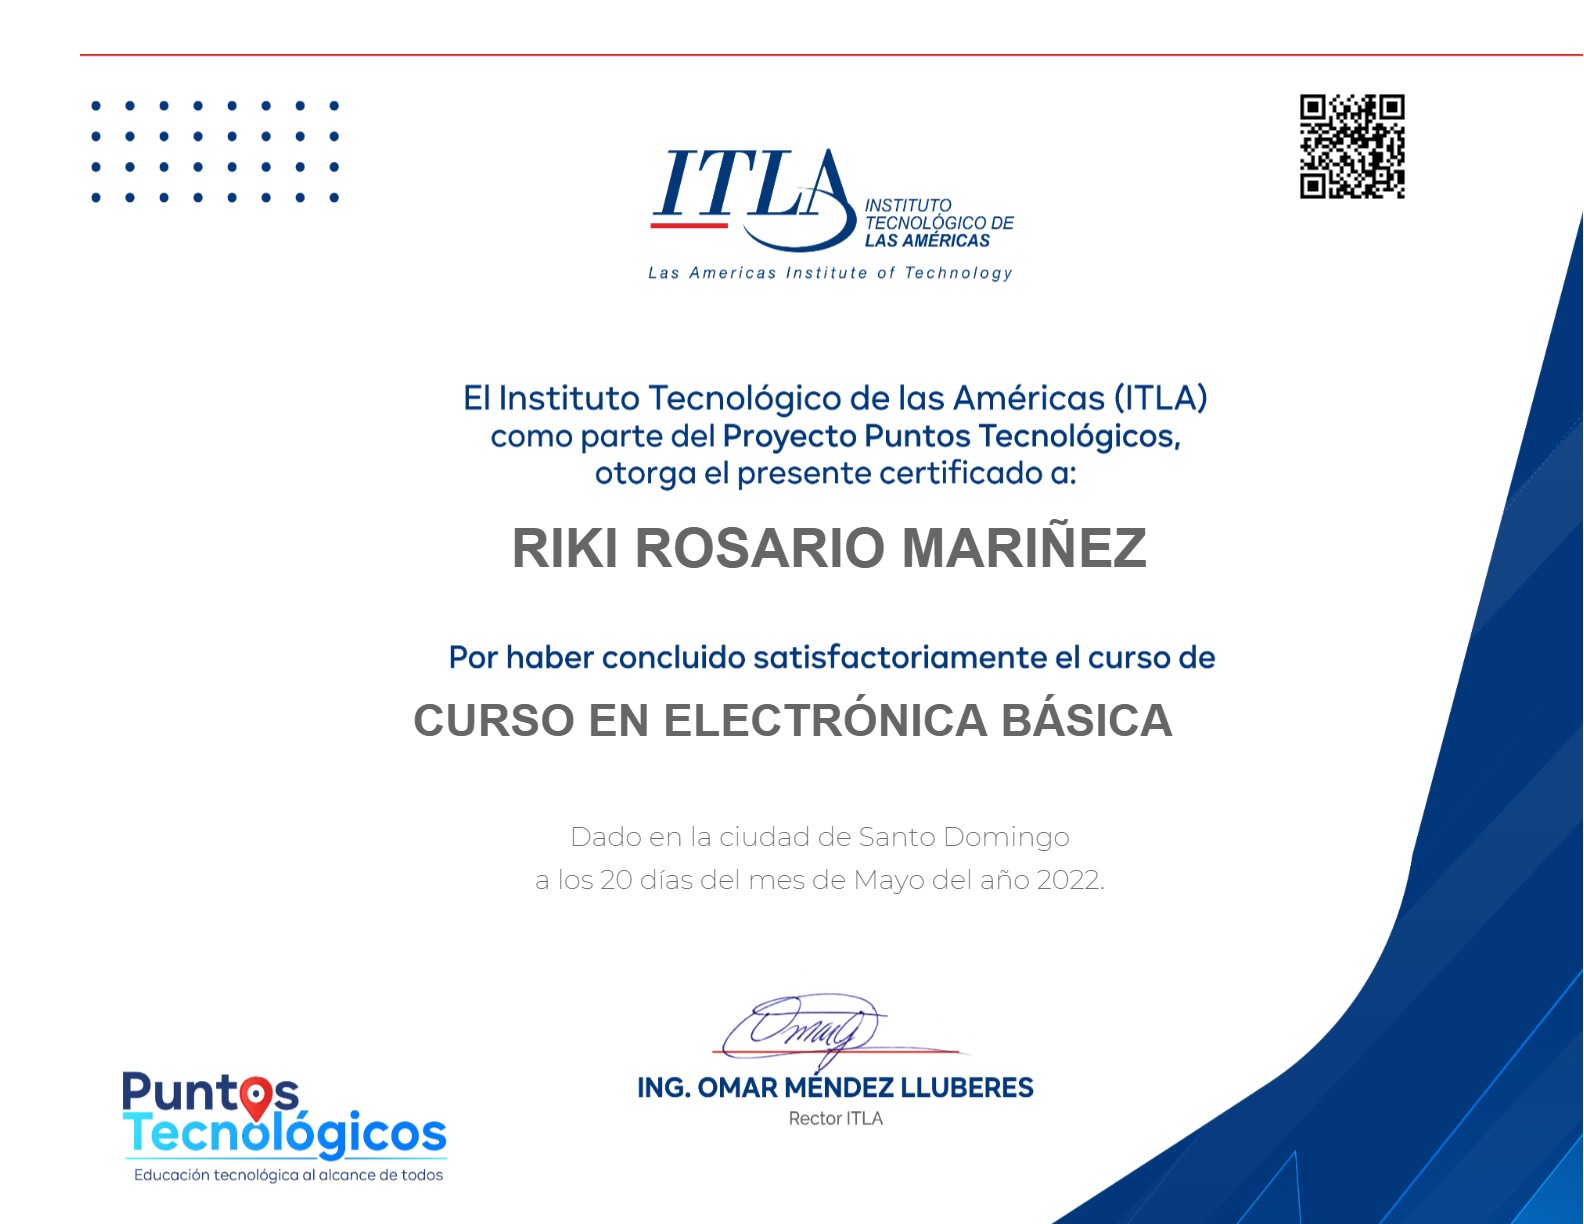 ITLA
INSTITUTO
TECNOLÓGICO DE
LAS AMÉRICAS
Las Americas Institute of Technology
El Instituto Tecnológico de las Américas (ITLA)
como parte del Proyecto Puntos Tecnológicos,
otorga el presente certificado a:
RIKI ROSARIO MARIÑEZ
Por haber concluido satisfactoriamente el curso de
CURSO EN ELECTRÓNICA BÁSICA
Dado en la ciudad de Santo Domingo
a los 20 días del mes de Mayo del año 2022.
ING. OMAR MÉNDEZ LLUBERES
Rector ITLA
Puntos
Tecnológicos
Educación tecnológica al alcance de todos